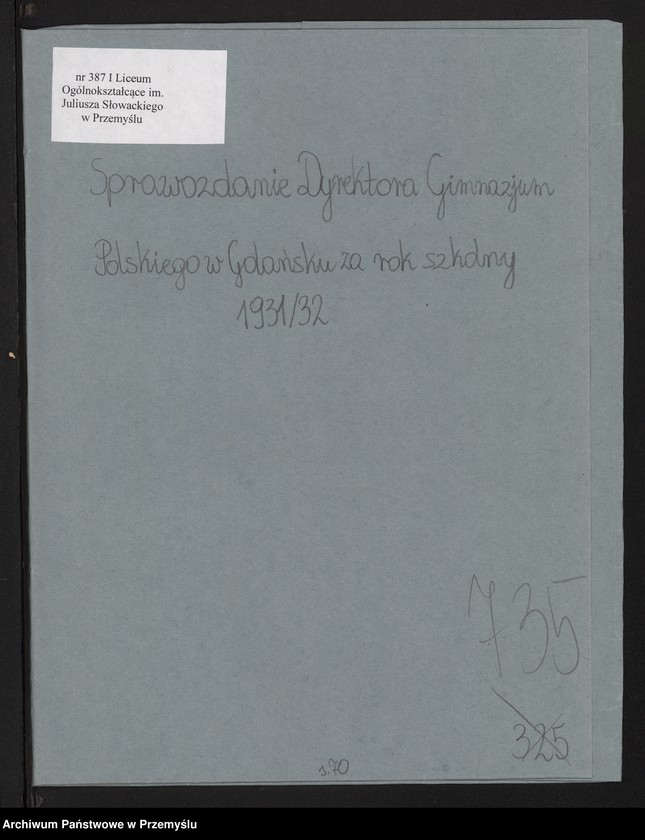 nr 387 I Liceum
Ogólnokształcące im.
Juliusza Słowackiego
w Przemyślu
Sprawozdanie Dyrektora Gimnazjum
Polskiego w Gdańsku za rok szkolny
1931/32
735
325
s.70
Archiwum Państwowe w Przemyślu